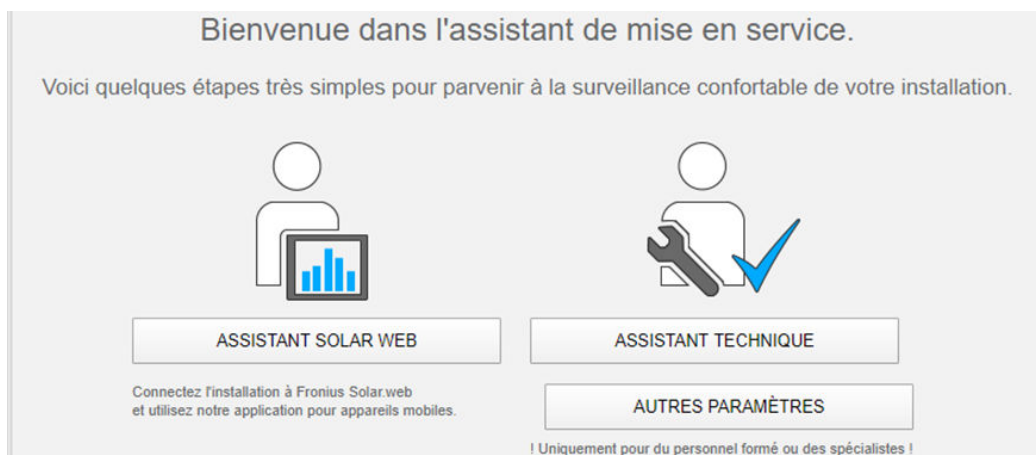 Bienvenue dans l'assistant de mise en service.
Voici quelques étapes très simples pour parvenir à la surveillance confortable de votre installation.
ASSISTANT SOLAR WEB
Connectez l'installation à Fronius Solar.web
et utilisez notre application pour appareils mobiles.
ASSISTANT TECHNIQUE
AUTRES PARAMÈTRES
! Uniquement pour du personnel formé ou des spécialistes !